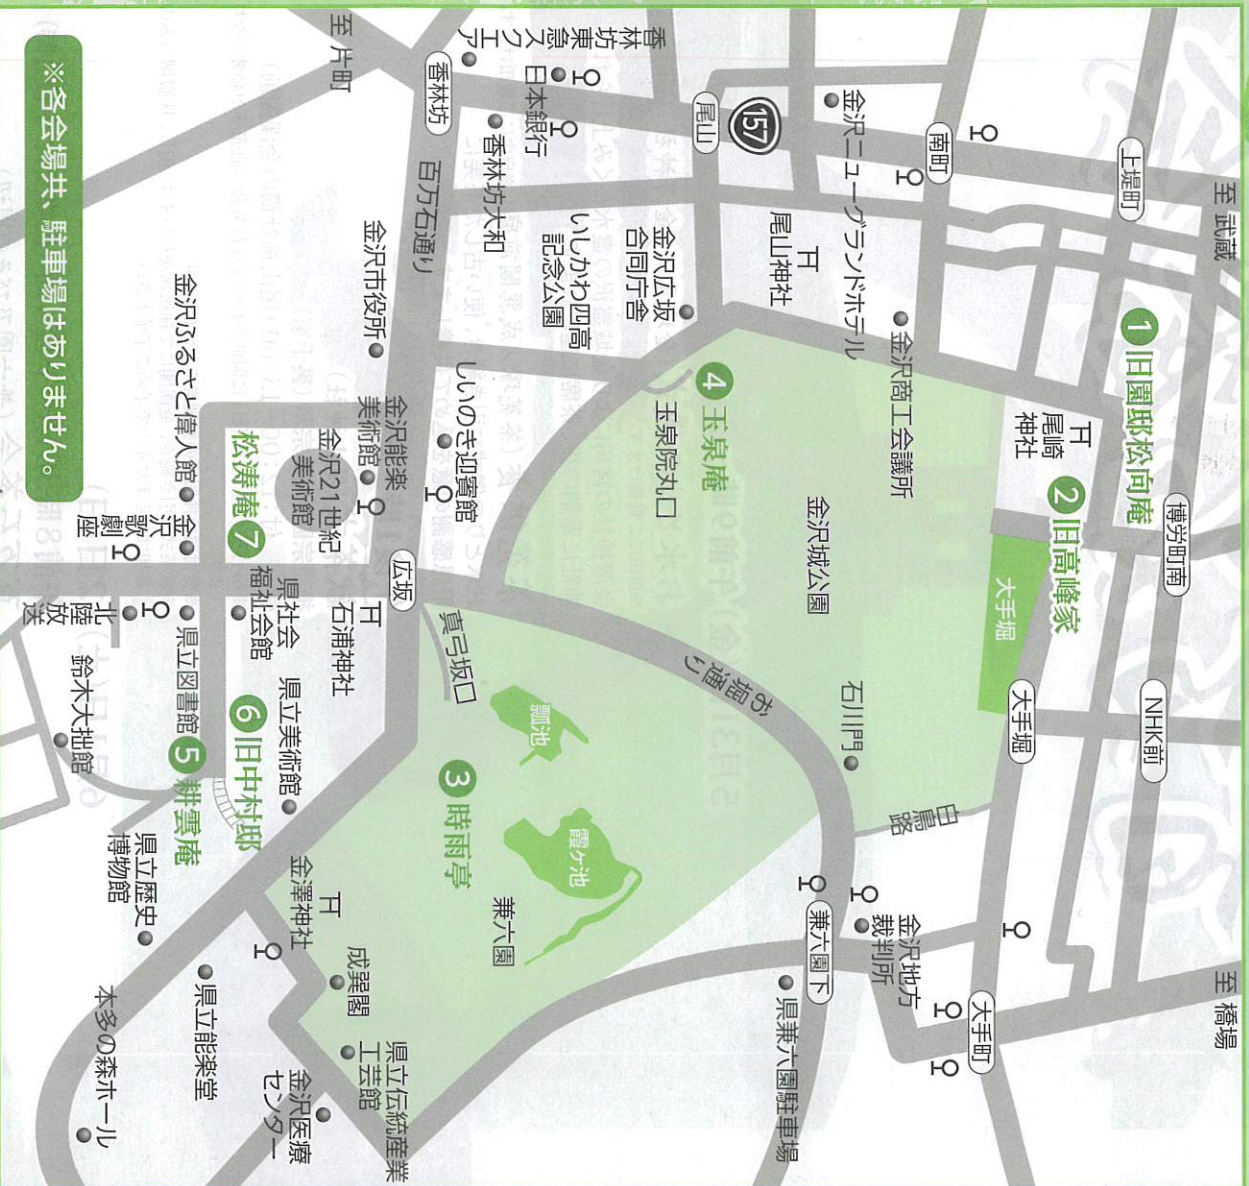 至 武蔵
至 橋場
上堤町
博労町南
NHK前
❶旧園邸松向庵
尾崎
神社
❷旧高峰家
大手堀
大手堀
大手町
南町
金沢ニューグランドホテル
金沢商工会議所
金沢城公園
石川門
白鳥路
金沢地方
裁判所
兼六園下
県兼六園駐車場
157
尾山
尾山神社
金沢広坂
合同庁舎
❹玉泉庵
玉泉院丸口
お堀通り
香林坊東急スクエア
日本銀行
香林坊大和
いしかわ四高
記念公園
しいのき迎賓館
香林坊
百万石通り
金沢市役所
金沢能楽
美術館
金沢21世紀
美術館
広坂
真弓坂口
瓢池
霞ケ池
❸時雨亭
兼六園
石浦神社
金澤神社
成巽閣
県立伝統産業
工芸館
金沢医療
センター
至 片町
金沢ふるさと偉人館
松涛庵❼
金沢
歌劇座
県社会
福祉会館
県立美術館
❻旧中村邸
県立図書館
❺耕雲庵
北陸放送
鈴木大拙館
県立歴史
博物館
県立能楽堂
本多の森ホール
※各会場共、駐車場はありません。